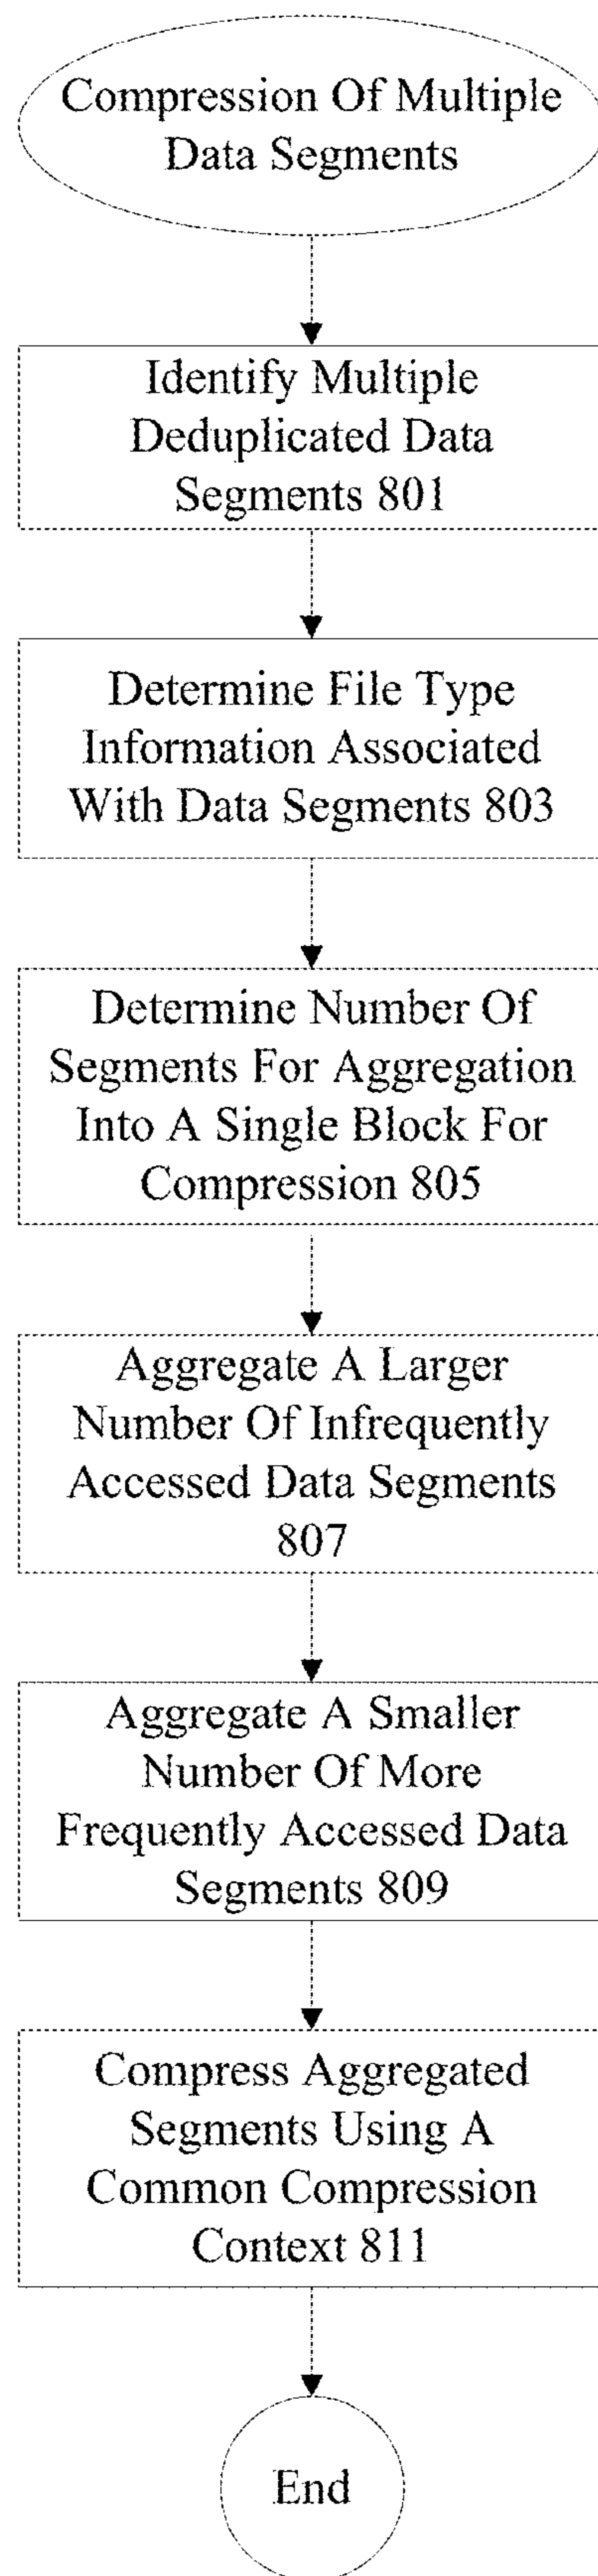 Compression Of Multiple
Data Segments
Identify Multiple
Deduplicated Data
Segments 801
Determine File Type
Information Associated
With Data Segments 803
Determine Number Of
Segments For Aggregation
Into A Single Block For
Compression 805
Aggregate A Larger
Number Of Infrequently
Accessed Data Segments
807
Aggregate A Smaller
Number Of More
Frequently Accessed Data
Segments 809
Compress Aggregated
Segments Using A
Common Compression
Context 811
End